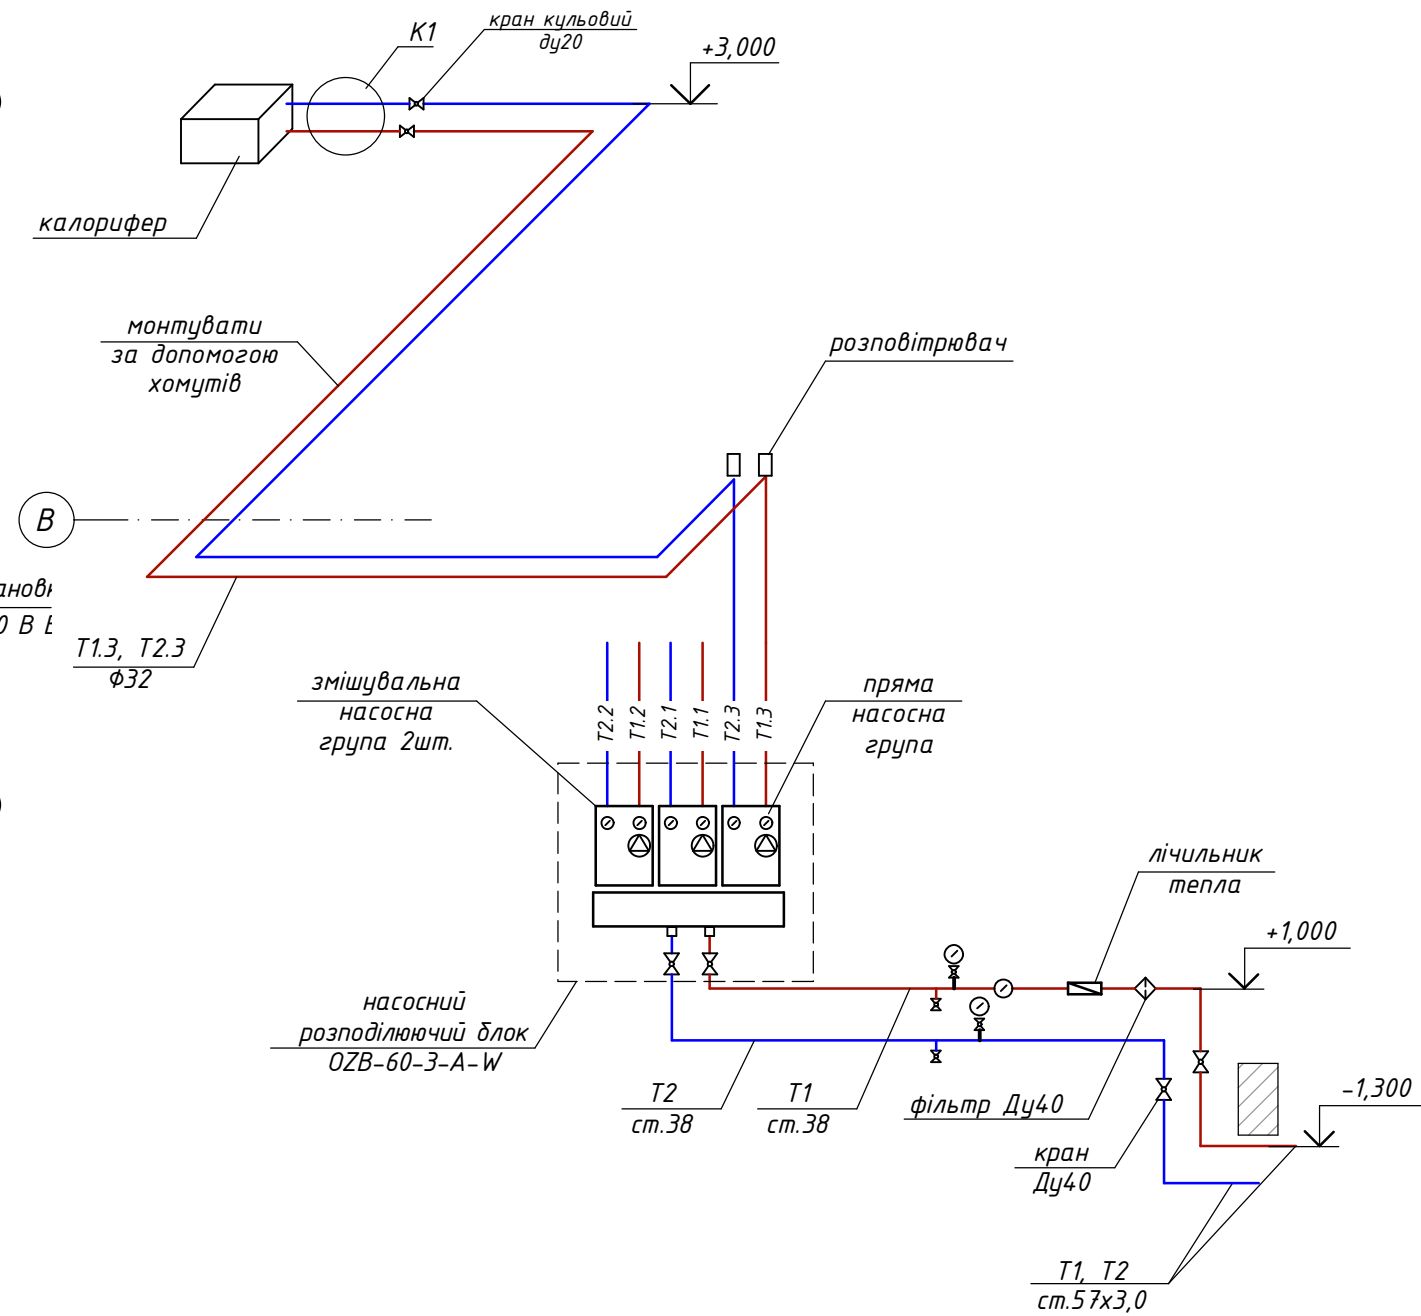 К1
кран кульовий
ду20
+3,000
калорифер
монтувати
за допомогою
хомутів
розповітрювач
В
0 В
Т1.3, Т2.3
Ф32
змішувальна
насосна
група 2шт.
пряма
насосна
група
Т2.2
Т1.2
Т2.1
Т1.1
Т2.3
Т1.3
лічильник
тепла
+1,000
насосний
розподілюючий блок
OZB-60-3-A-W
Т2
ст.38
Т1
ст.38
фільтр Ду40
-1,300
кран
Ду40
Т1, Т2
ст.57х3,0